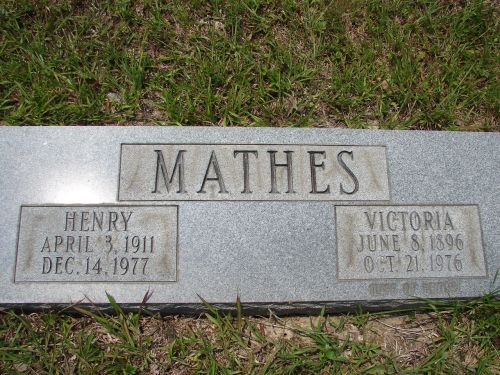 MATHES
HENRY
APRIL 3, 1911
DEC. 14, 1977
VICTORIA
JUNE 8, 1896
OCT. 21, 1976